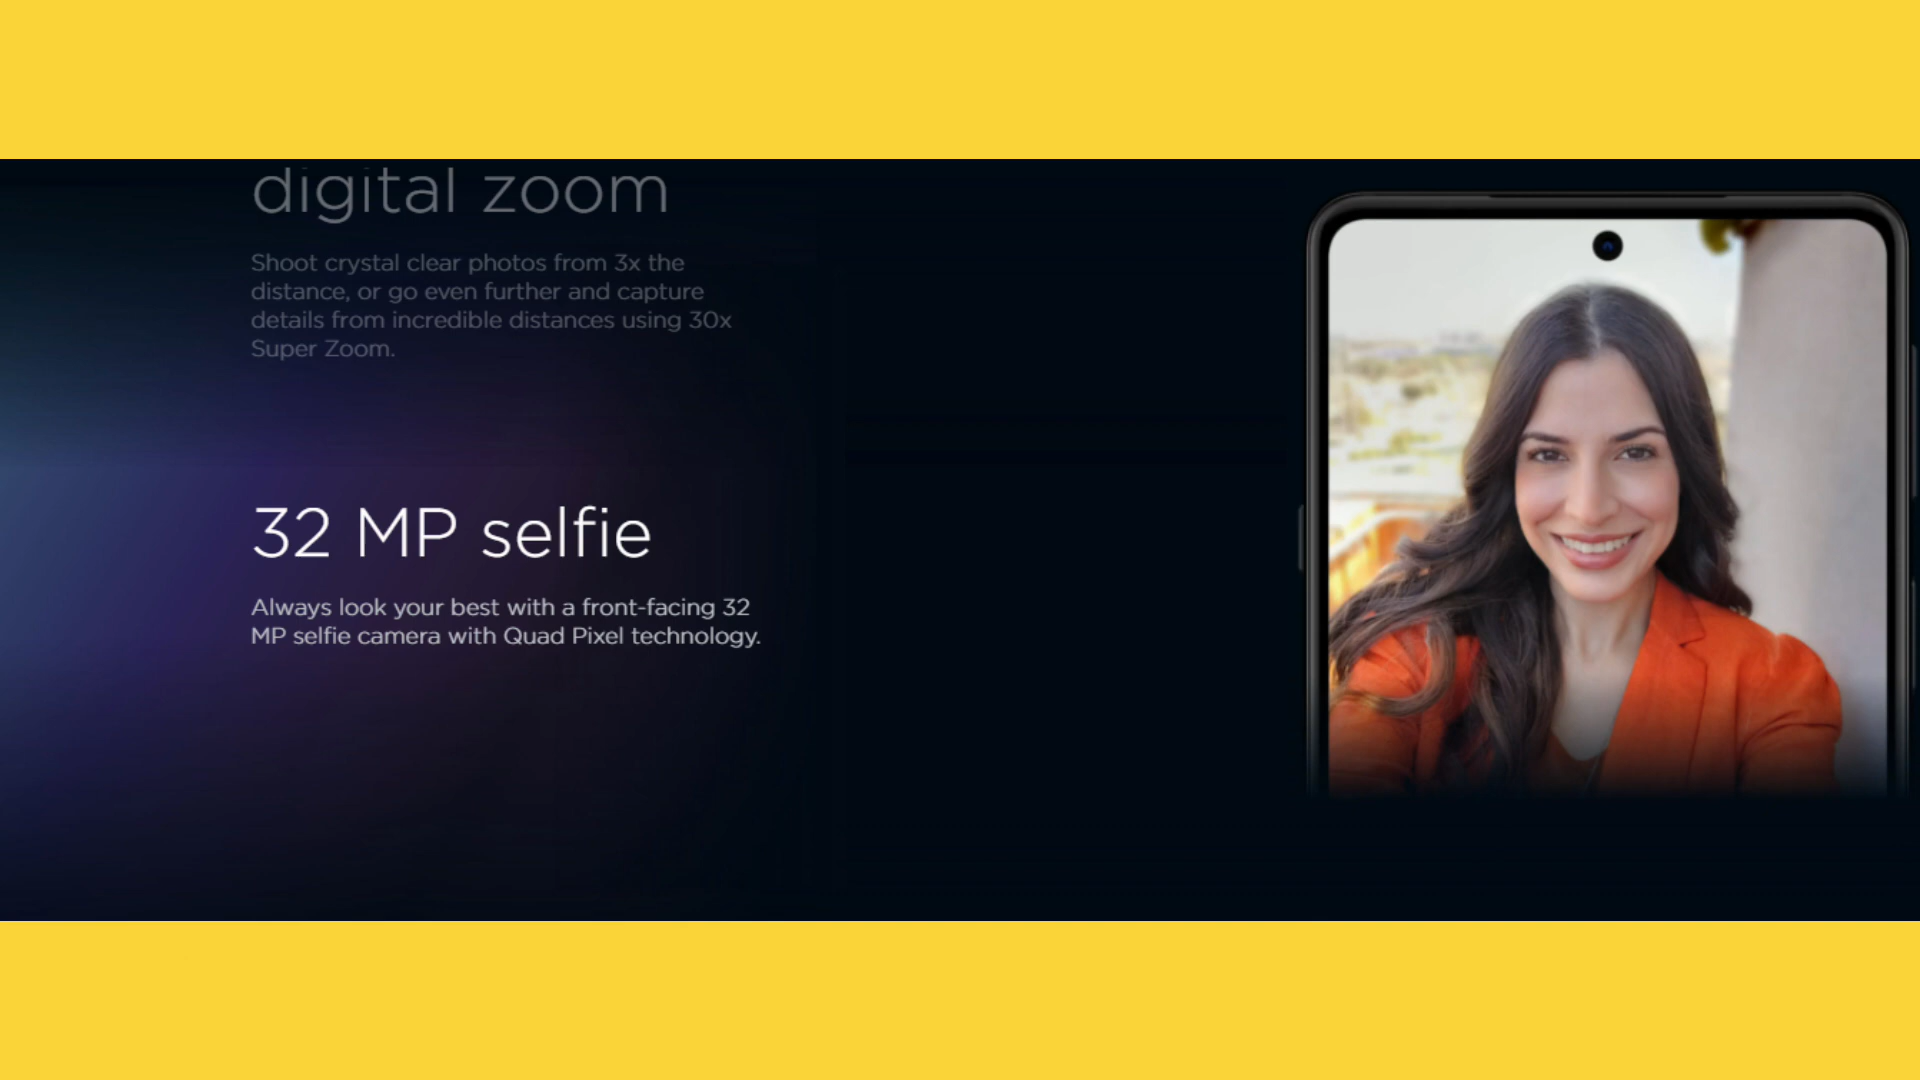 digital zoom
Shoot crystal clear photos from 3x the
distance, or go even further and capture
details from incredible distances using 30x
Super Zoom.
32 MP selfie
Always look your best with a front-facing 32
MP selfie camera with Quad Pixel technology.